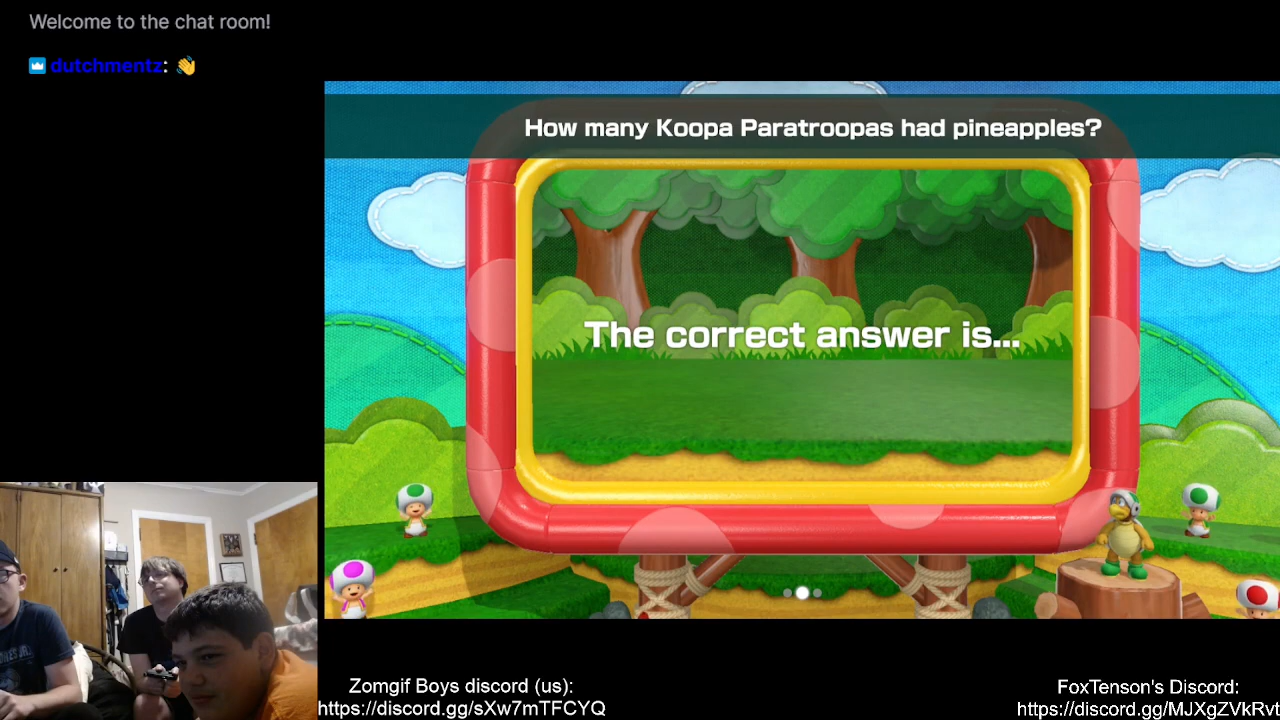 Welcome to the chat room!
dutchmentz: 👋
How many Koopa Paratroopas had pineapples?
The correct answer is...
Zomgif Boys discord (us):
https://discord.gg/sXw7mTFCYQ
FoxTenson's Discord:
https://discord.gg/MJXgZVkRvt